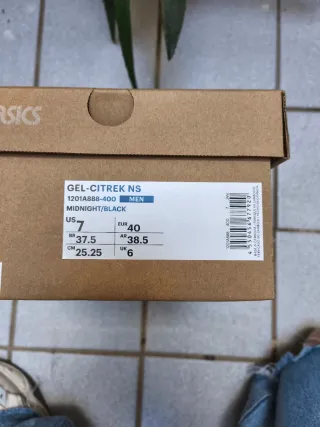 ASICS
GEL-CITREK NS
1201A888-400 MEN
MIDNIGHT/BLACK
US 7 EUR 40
BR 37.5 AR 38.5
CM 25.25 UK 6